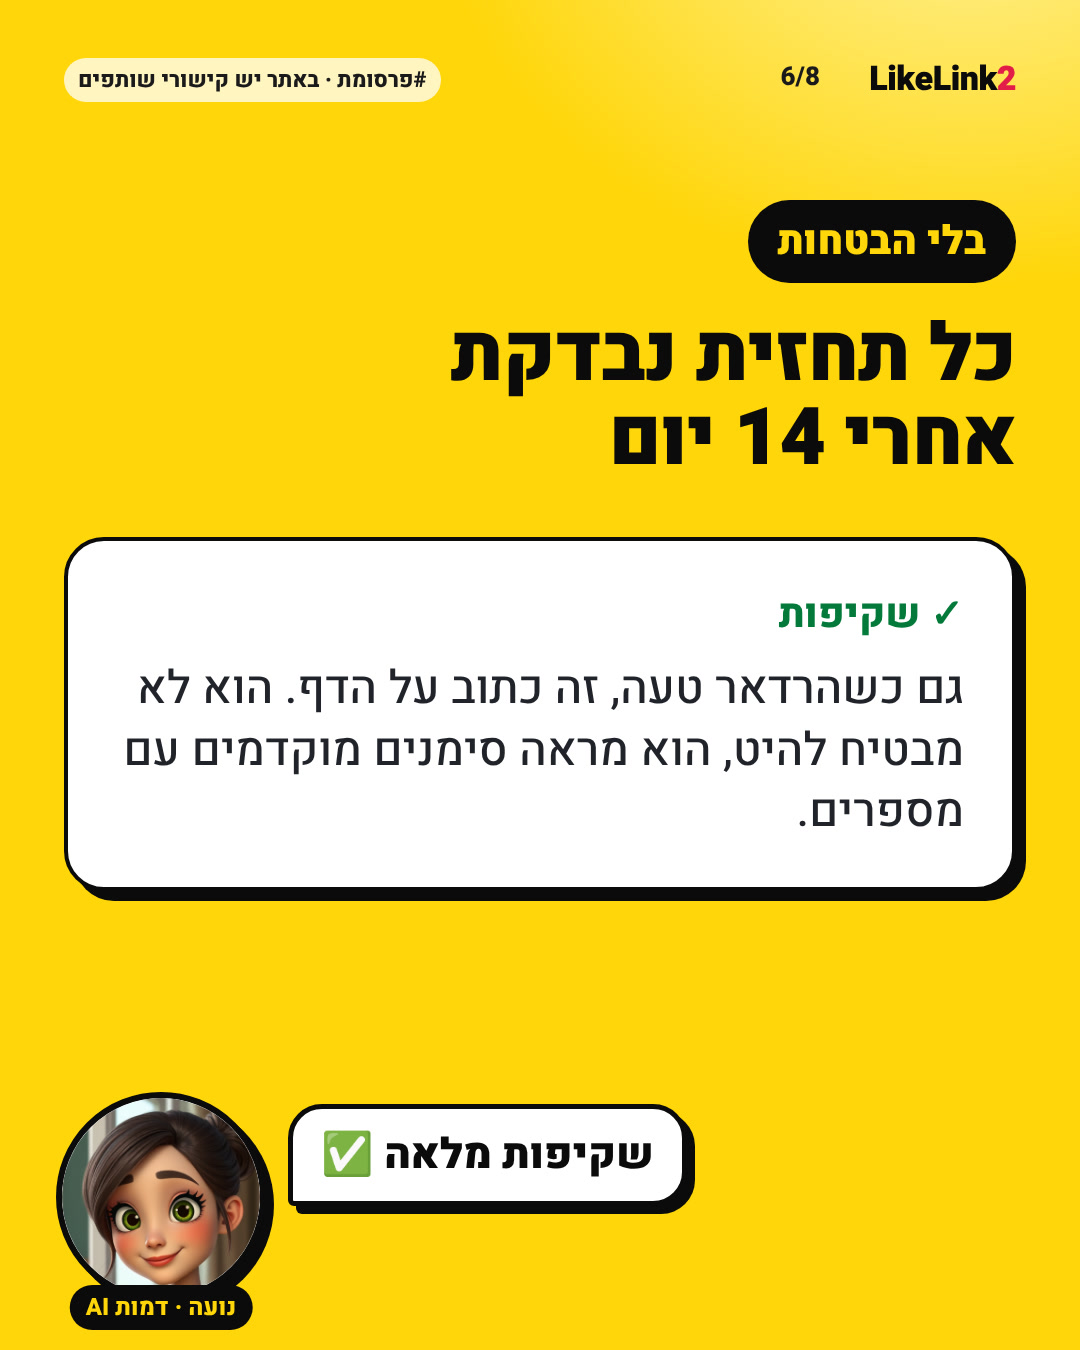 LikeLink2
6/8
#פרסומת · באתר יש קישורי שותפים
בלי הבטחות
כל תחזית נבדקת
אחרי 14 יום
✓ שקיפות
גם כשהרדאר טעה, זה כתוב על הדף. הוא לא
מבטיח להיט, הוא מראה סימנים מוקדמים עם
מספרים.
שקיפות מלאה ✅
נועה · דמות AI